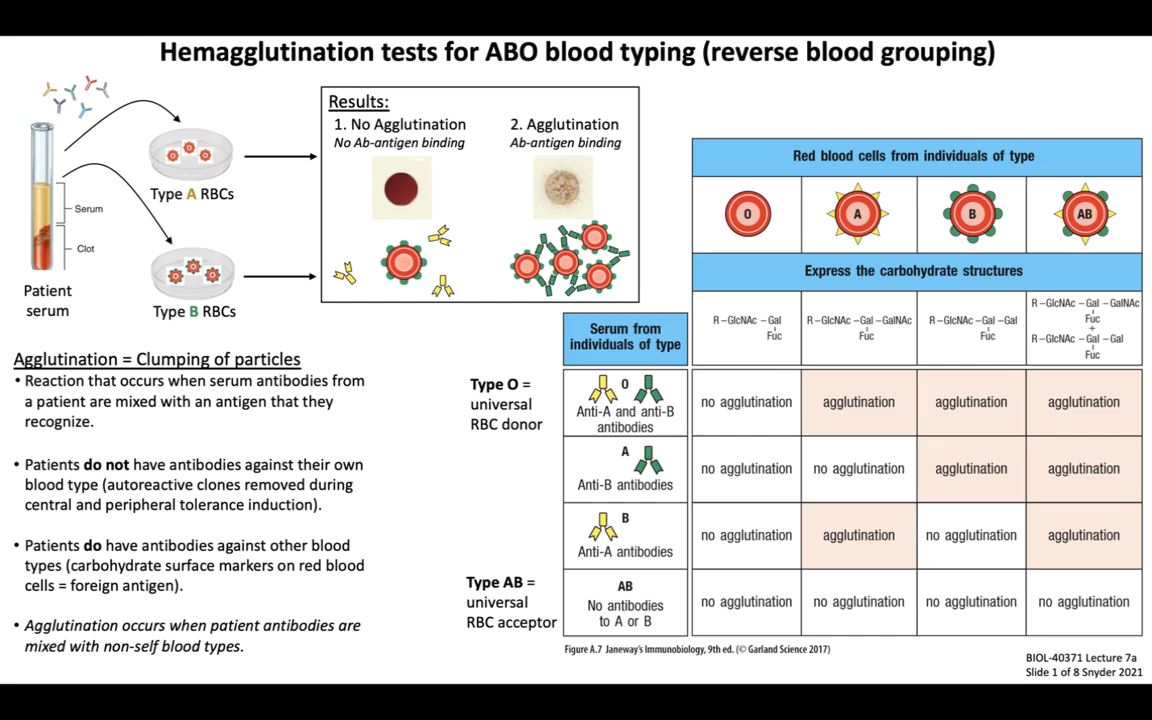 Hemagglutination tests for ABO blood typing (reverse blood grouping)
Serum
Clot
Patient
serum
Type A RBCs
Type B RBCs
Results:
1. No Agglutination
No Ab-antigen binding
2. Agglutination
Ab-antigen binding
Agglutination = Clumping of particles
• Reaction that occurs when serum antibodies from
a patient are mixed with an antigen that they
recognize.
• Patients do not have antibodies against their own
blood type (autoreactive clones removed during
central and peripheral tolerance induction).
• Patients do have antibodies against other blood
types (carbohydrate surface markers on red blood
cells = foreign antigen).
• Agglutination occurs when patient antibodies are
mixed with non-self blood types.
Type O =
universal
RBC donor
Type AB =
universal
RBC acceptor
Red blood cells from individuals of type
O A B AB
Express the carbohydrate structures
Serum from
individuals of type
R – GlcNAc – Gal
Fuc
R – GlcNAc – Gal – GalNAc
Fuc
R – GlcNAc – Gal – Gal
Fuc
R – GlcNAc – Gal – GalNAc
Fuc
+
R – GlcNAc – Gal – Gal
Fuc
O
Anti-A and anti-B
antibodies
no agglutination agglutination agglutination agglutination
A
Anti-B antibodies
no agglutination no agglutination agglutination agglutination
B
Anti-A antibodies
no agglutination agglutination no agglutination agglutination
AB
No antibodies
to A or B
no agglutination no agglutination no agglutination no agglutination
Figure A.7 Janeway's Immunobiology, 9th ed. (© Garland Science 2017)
BIOL-40371 Lecture 7a
Slide 1 of 8 Snyder 2021